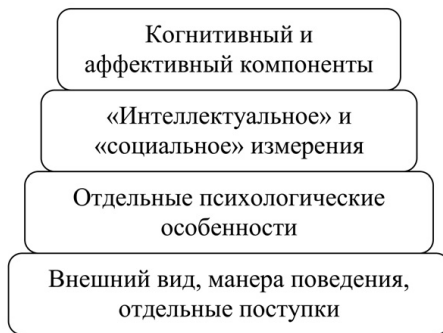 Когнитивный и
аффективный компоненты
«Интеллектуальное» и
«социальное» измерения
Отдельные психологические
особенности
Внешний вид, манера поведения,
отдельные поступки